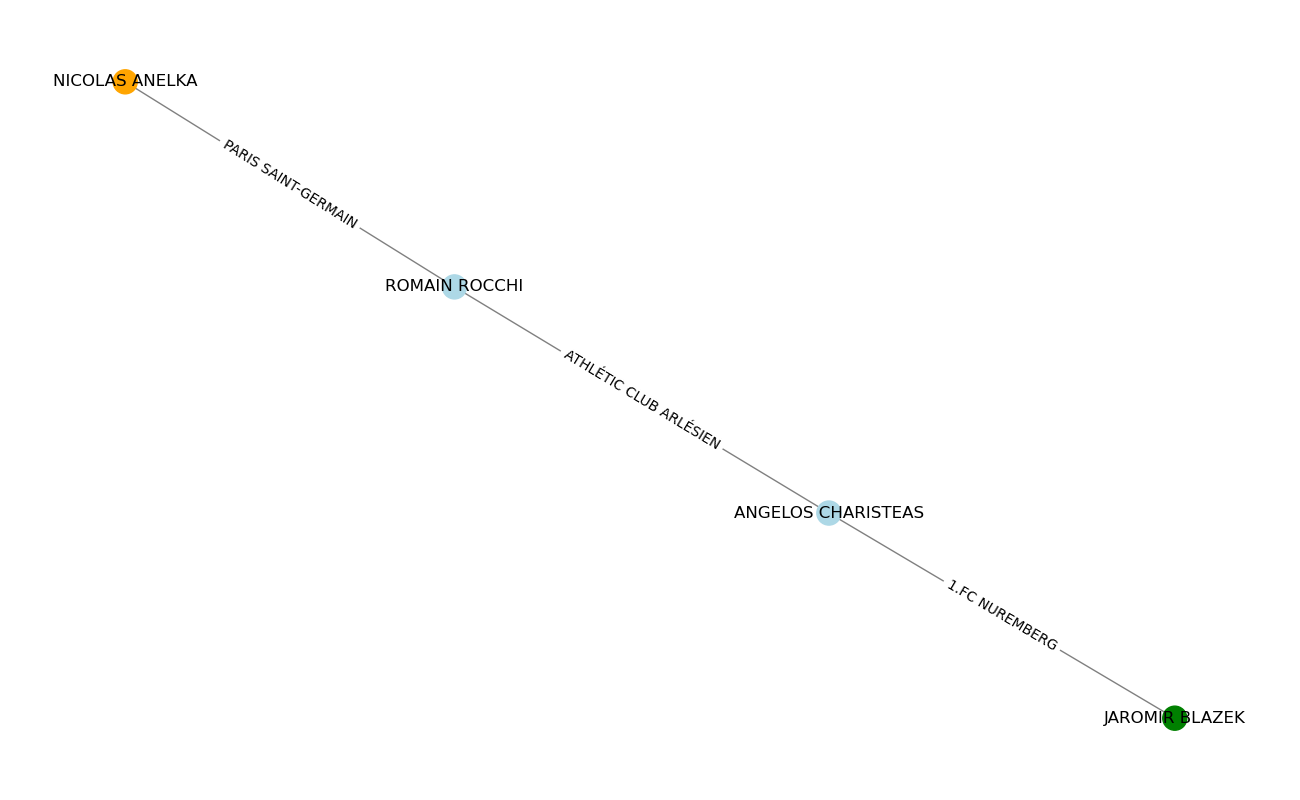 NICOLAS ANELKA
PARIS SAINT-GERMAIN
ROMAIN ROCCHI
ATHLÉTIC CLUB ARLÉSIEN
ANGELOS CHARISTEAS
1.FC NUREMBERG
JAROMIR BLAZEK